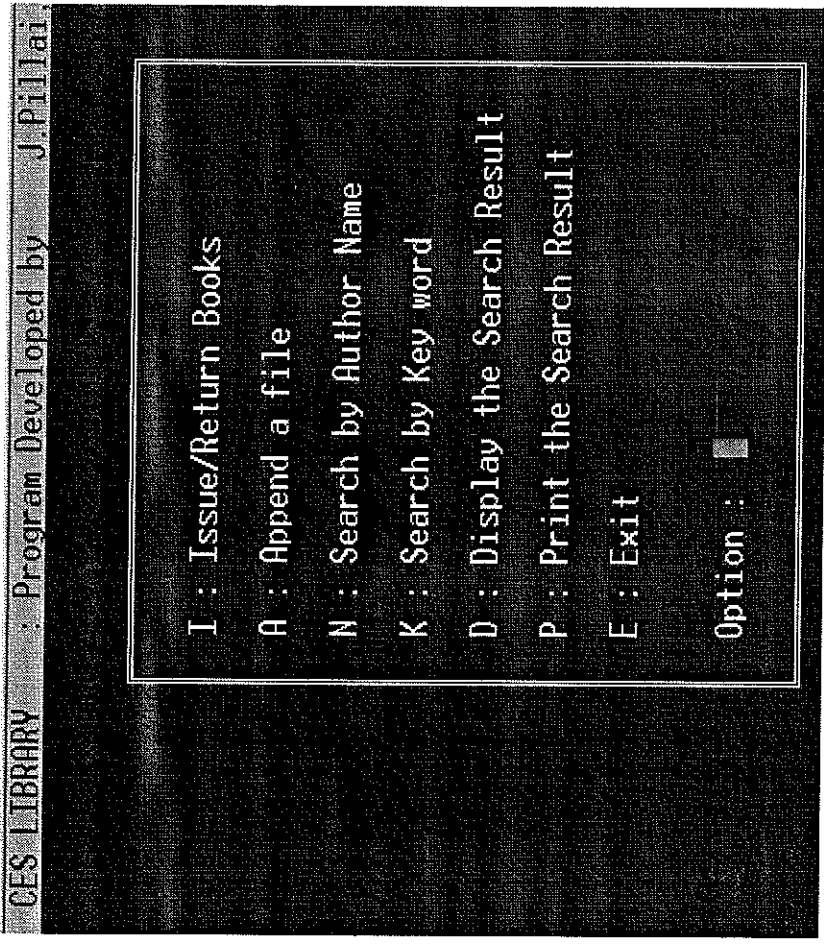 CES LIBRARY : Program Developed by J.Pillai
I : Issue/Return Books
A : Append a file
N : Search by Author Name
K : Search by Key word
D : Display the Search Result
P : Print the Search Result
E : Exit
Option :